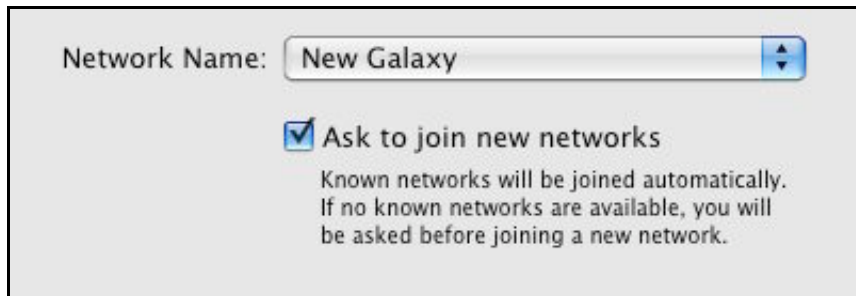 Network Name: New Galaxy
Ask to join new networks
Known networks will be joined automatically.
If no known networks are available, you will
be asked before joining a new network.